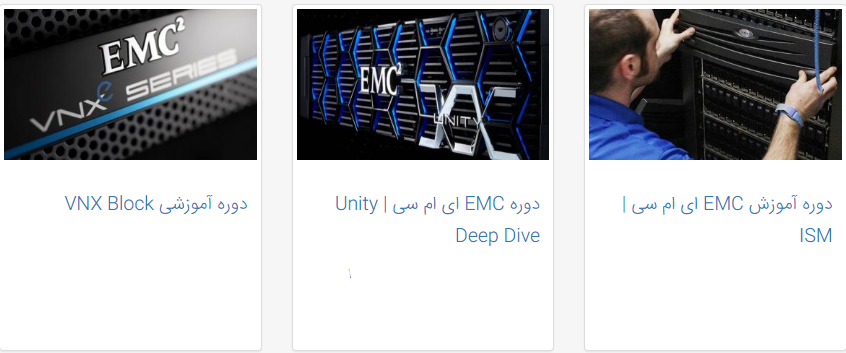 دوره آموزش EMC ای ام سی |
ISM
EMC²
UNITY
دوره EMC ای ام سی | Unity
Deep Dive
EMC²
VNXe SERIES
دوره آموزشی VNX Block